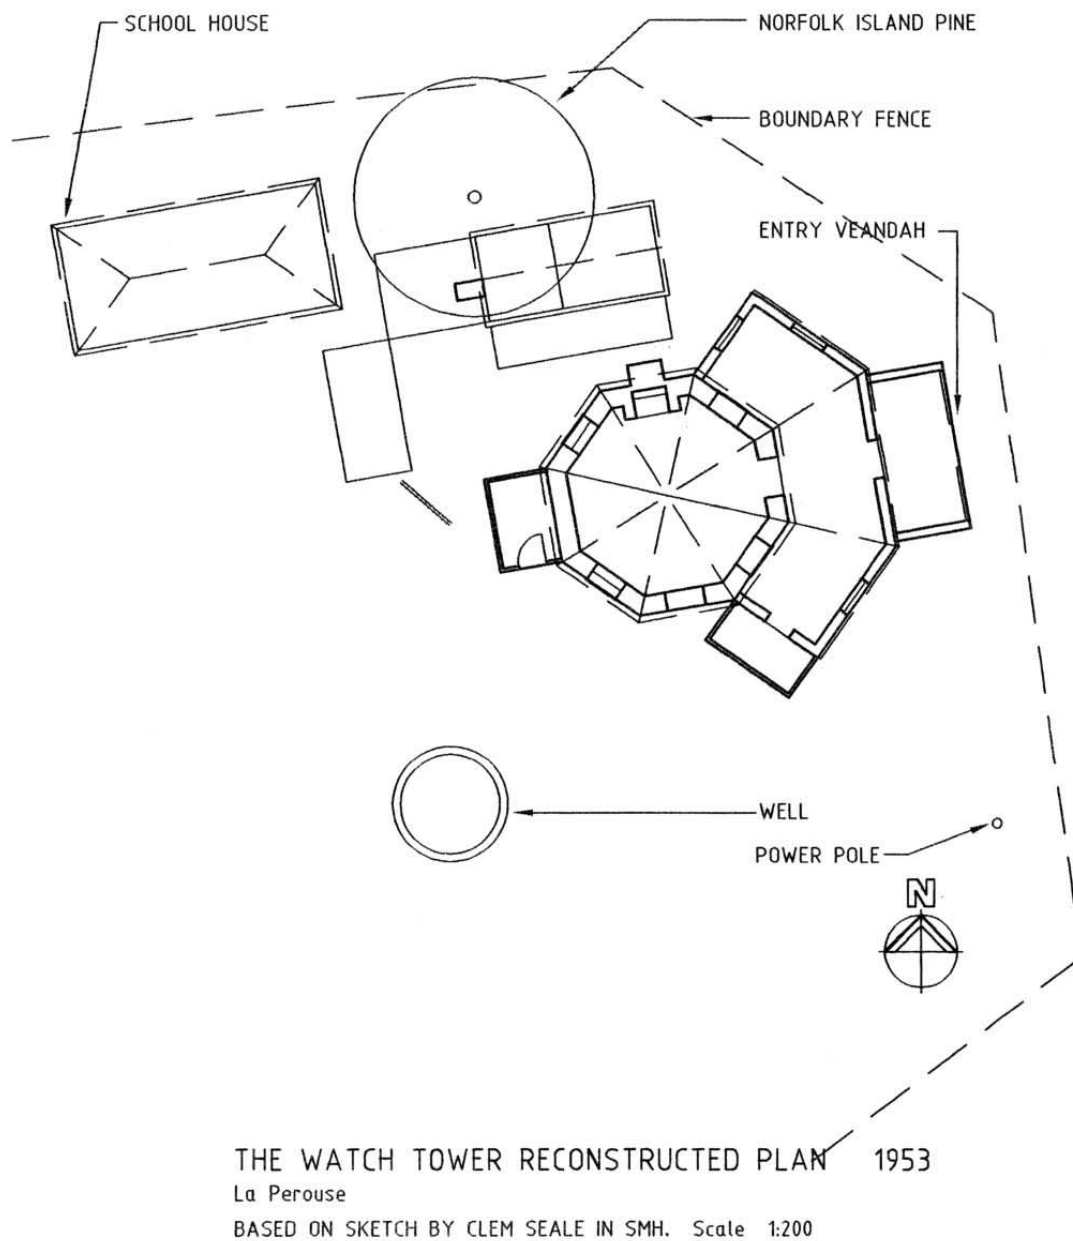 SCHOOL HOUSE
NORFOLK ISLAND PINE
BOUNDARY FENCE
ENTRY VEANDAH
WELL
POWER POLE
N
THE WATCH TOWER RECONSTRUCTED PLAN 1953
La Perouse
BASED ON SKETCH BY CLEM SEALE IN SMH. Scale 1:200